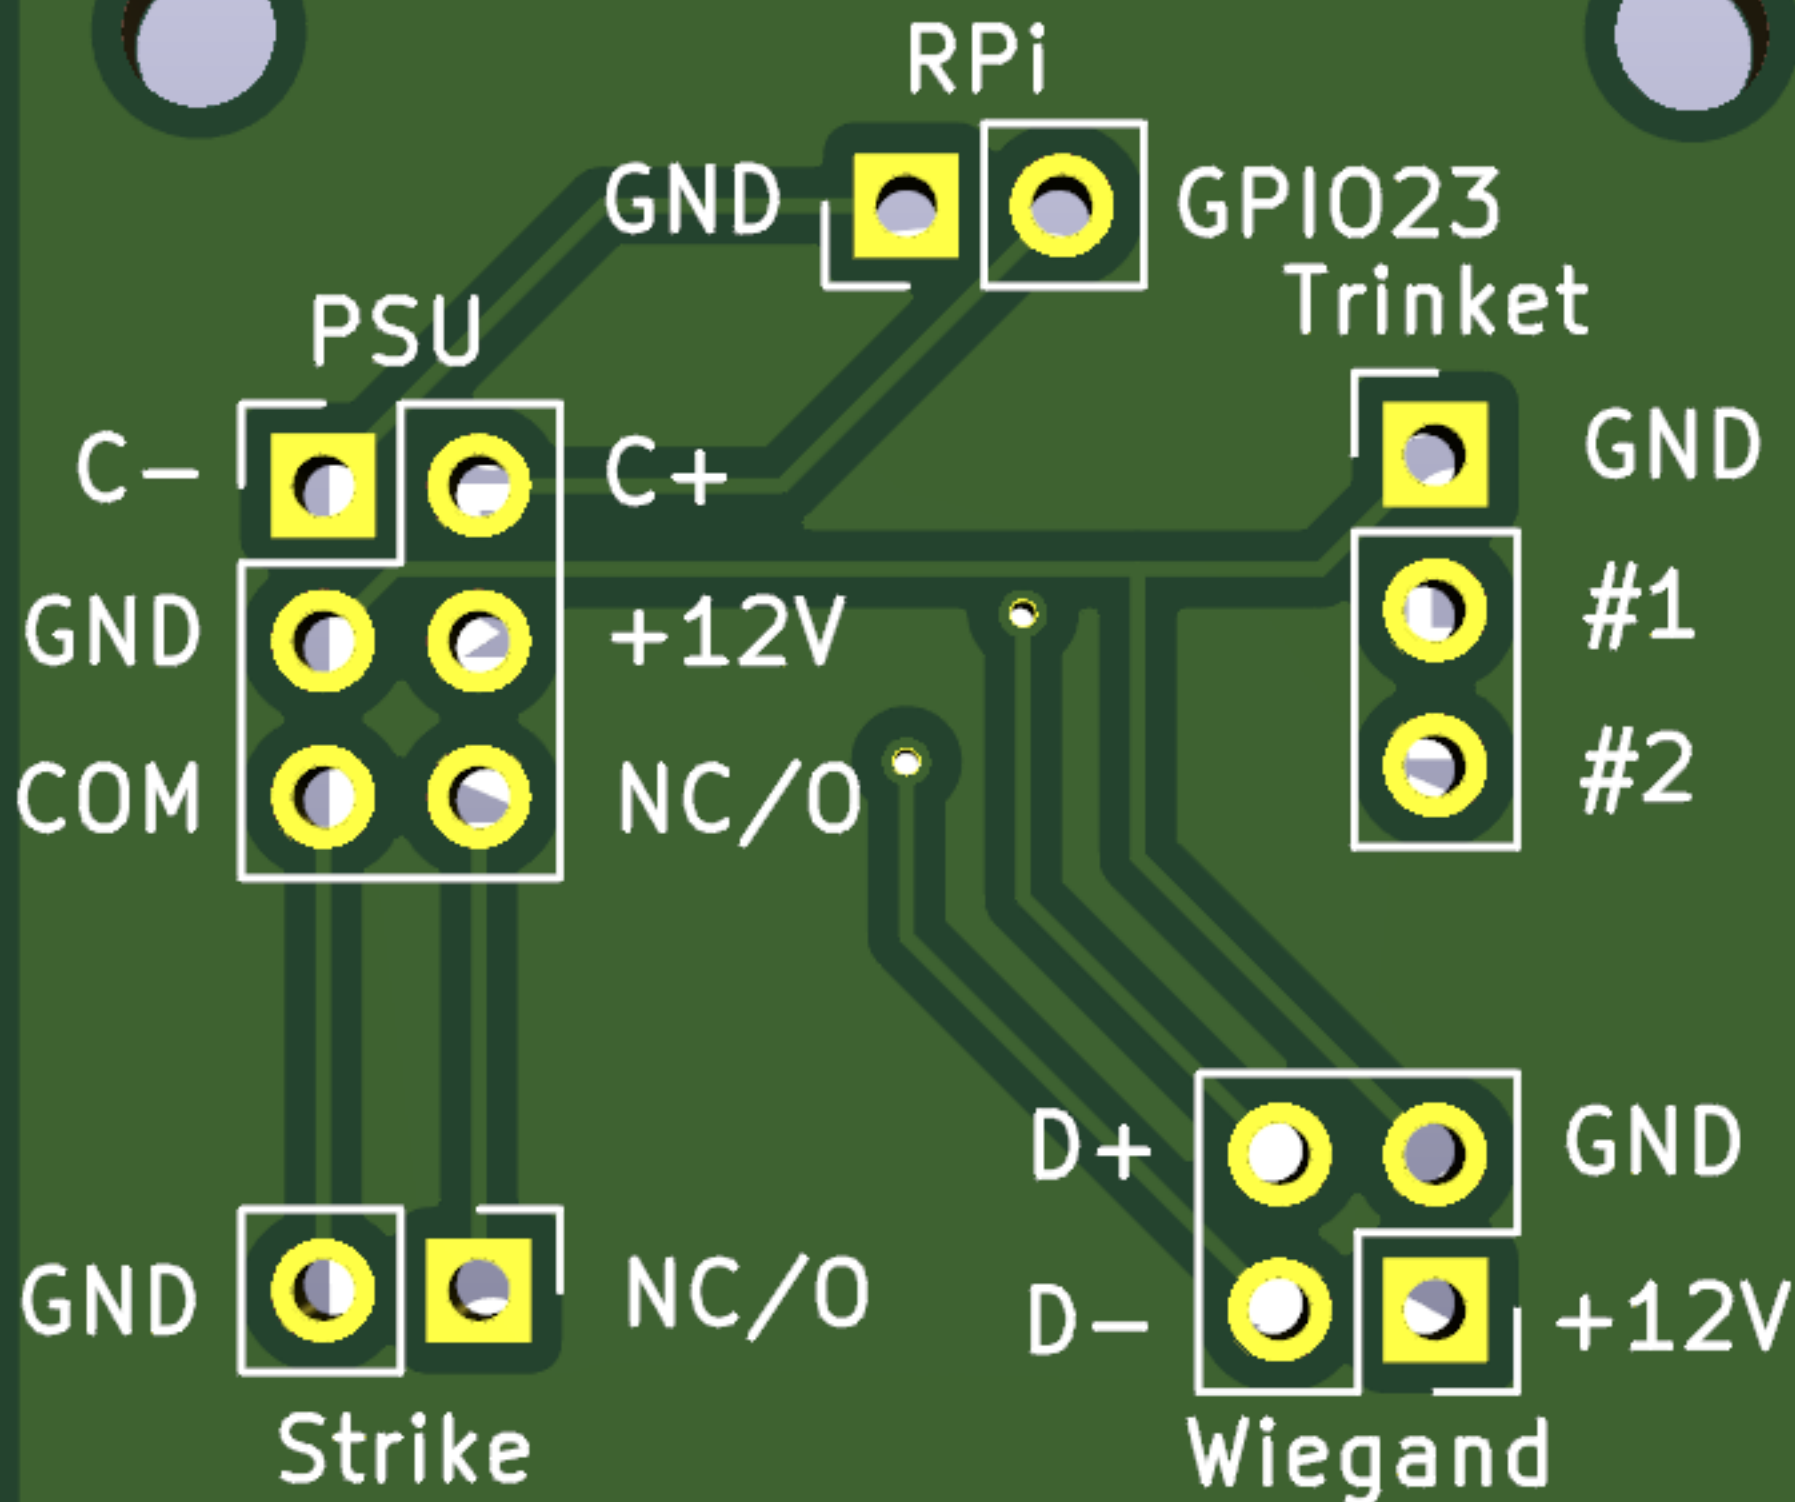 RPi
GND GPIO23
Trinket
PSU
C- C+
GND
GND +12V
#1
COM NC/O
#2
D+ GND
GND NC/O
D- +12V
Strike
Wiegand